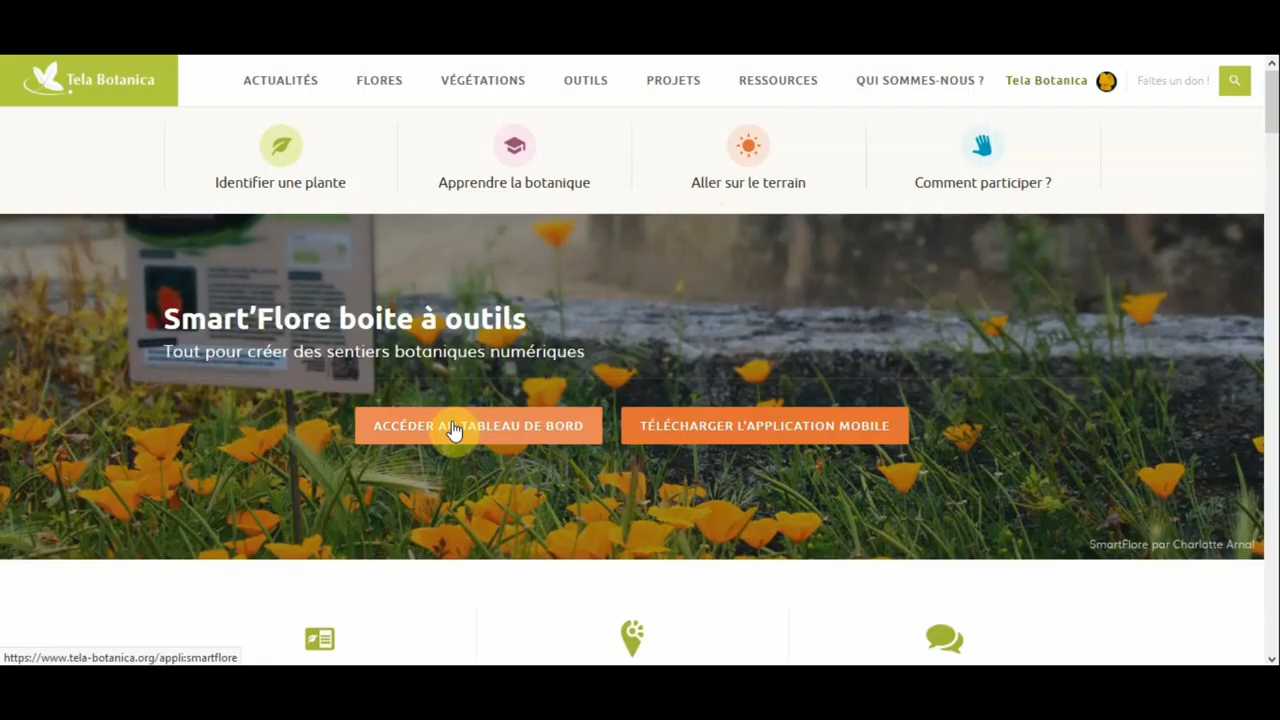 Tela Botanica
ACTUALITÉS FLORES VÉGÉTATIONS OUTILS PROJETS RESSOURCES QUI SOMMES-NOUS ? Tela Botanica Faites un don !
Identifier une plante Apprendre la botanique Aller sur le terrain Comment participer ?
Smart’Flore boite à outils
Tout pour créer des sentiers botaniques numériques
ACCÉDER AU TABLEAU DE BORD TÉLÉCHARGER L'APPLICATION MOBILE
SmartFlore par Charlotte Arnal
https://www.tela-botanica.org/appli:smartflore